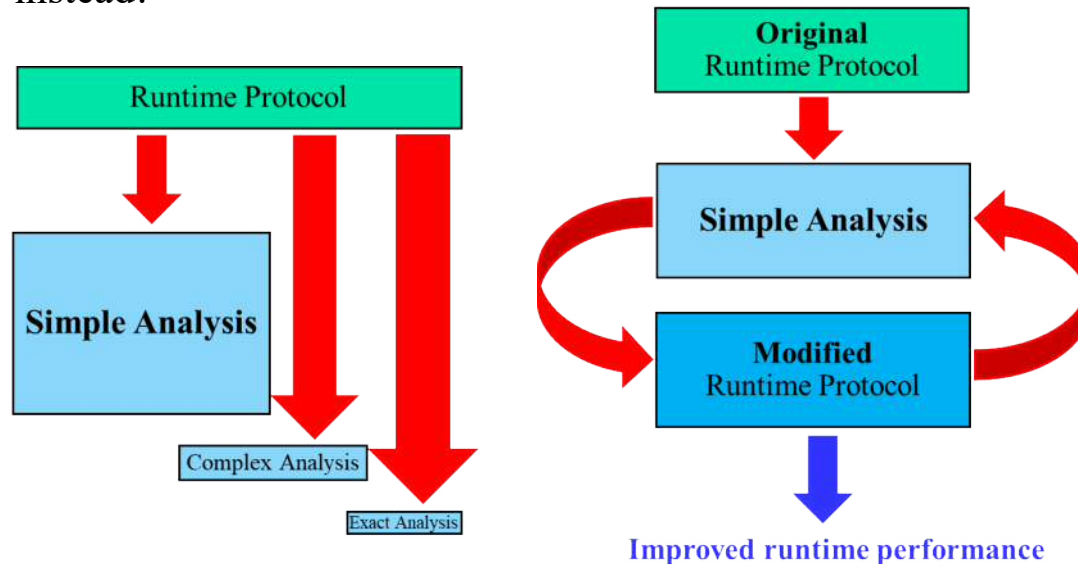 instead.
Runtime Protocol
Simple Analysis
Complex Analysis
Exact Analysis
Original
Runtime Protocol
Simple Analysis
Modified
Runtime Protocol
Improved runtime performance